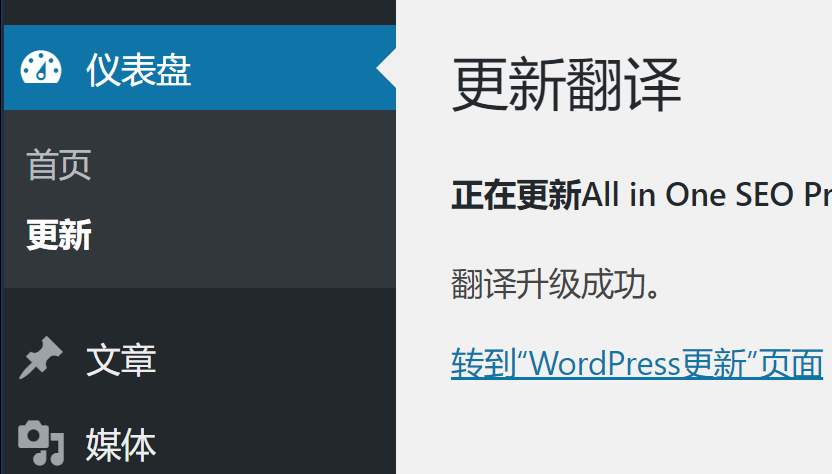 仪表盘
首页
更新
文章
媒体
更新翻译
正在更新All in One SEO
翻译升级成功。
转到“WordPress更新”页面